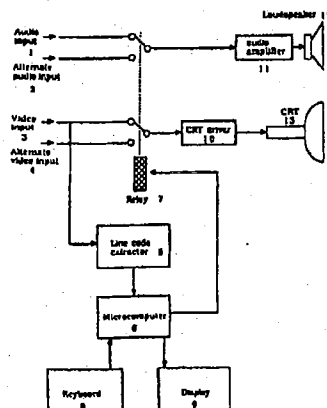 Loudspeaker 1
Audio
input
1
Alternate
audio input
2
audio
amplifier
11
Video
input
3
Alternate
video input
4
CRT driver
10
CRT
13
Relay 7
Line code
extractor 5
Microcomputer
6
Keyboard
8
Display
9